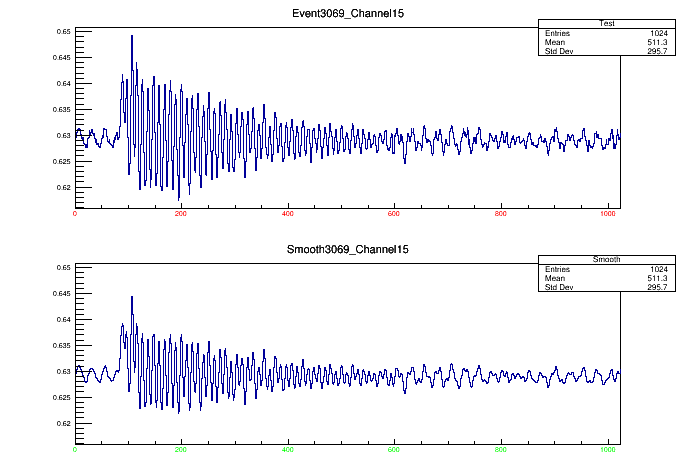 Event3069_Channel15
Test
Entries 1024
Mean 511.3
Std Dev 295.7
0.65
0.645
0.64
0.635
0.63
0.625
0.62
0 200 400 600 800 1000
Smooth3069_Channel15
Smooth
Entries 1024
Mean 511.3
Std Dev 295.7
0.65
0.645
0.64
0.635
0.63
0.625
0.62
0 200 400 600 800 1000